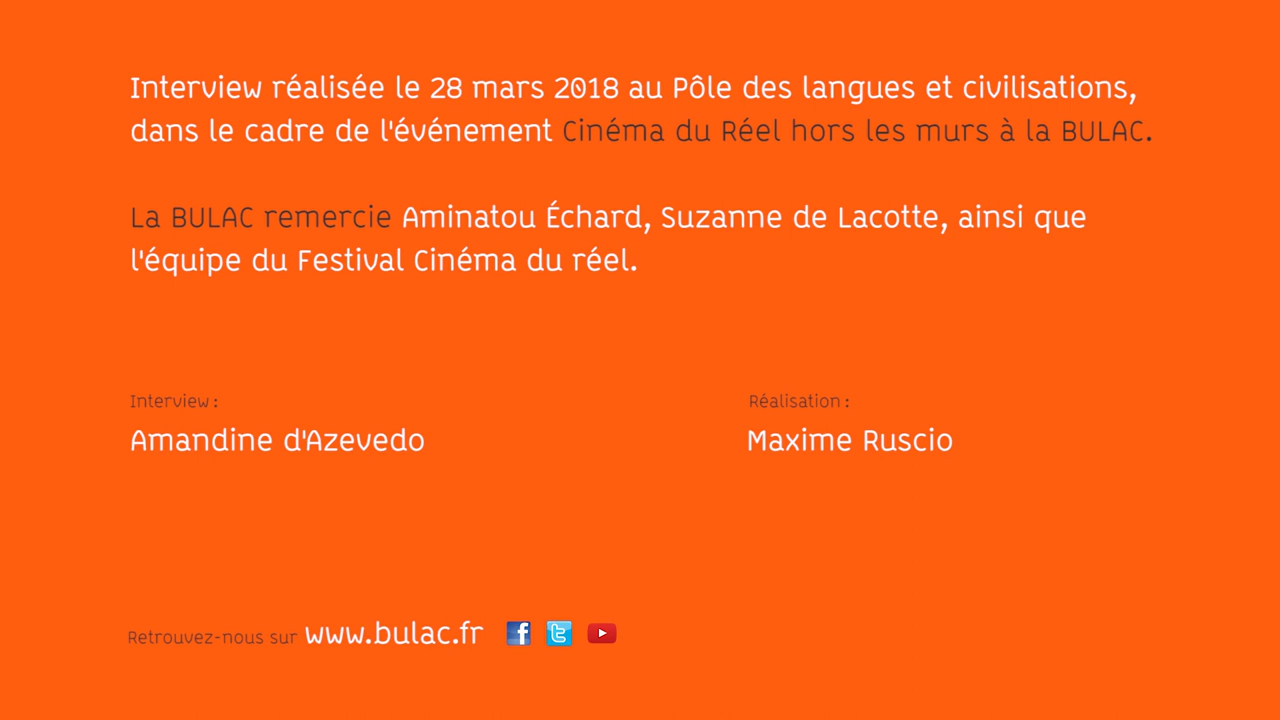 Interview réalisée le 28 mars 2018 au Pôle des langues et civilisations,
dans le cadre de l'événement Cinéma du Réel hors les murs à la BULAC.
La BULAC remercie Aminatou Échard, Suzanne de Lacotte, ainsi que
l'équipe du Festival Cinéma du réel.
Interview :
Amandine d'Azevedo
Réalisation :
Maxime Ruscio
Retrouvez-nous sur www.bulac.fr